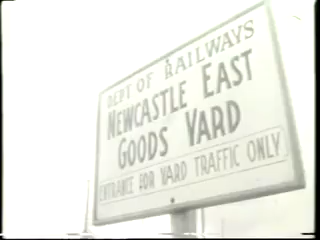 DEPT OF RAILWAYS
NEWCASTLE EAST
GOODS YARD
ENTRANCE FOR YARD TRAFFIC ONLY